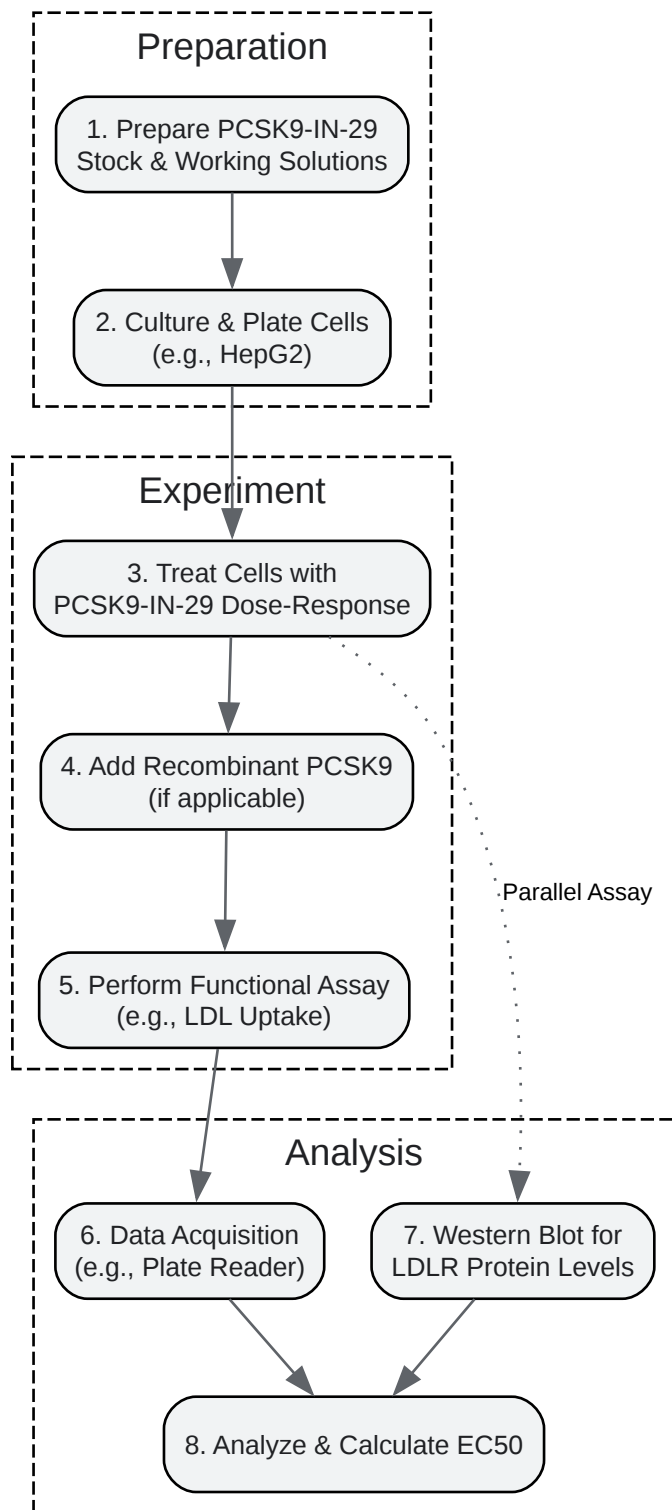 Preparation
1. Prepare PCSK9-IN-29
Stock & Working Solutions
2. Culture & Plate Cells
(e.g., HepG2)
Experiment
3. Treat Cells with
PCSK9-IN-29 Dose-Response
4. Add Recombinant PCSK9
(if applicable)
Parallel Assay
5. Perform Functional Assay
(e.g., LDL Uptake)
Analysis
6. Data Acquisition
(e.g., Plate Reader)
7. Western Blot for
LDLR Protein Levels
8. Analyze & Calculate EC50